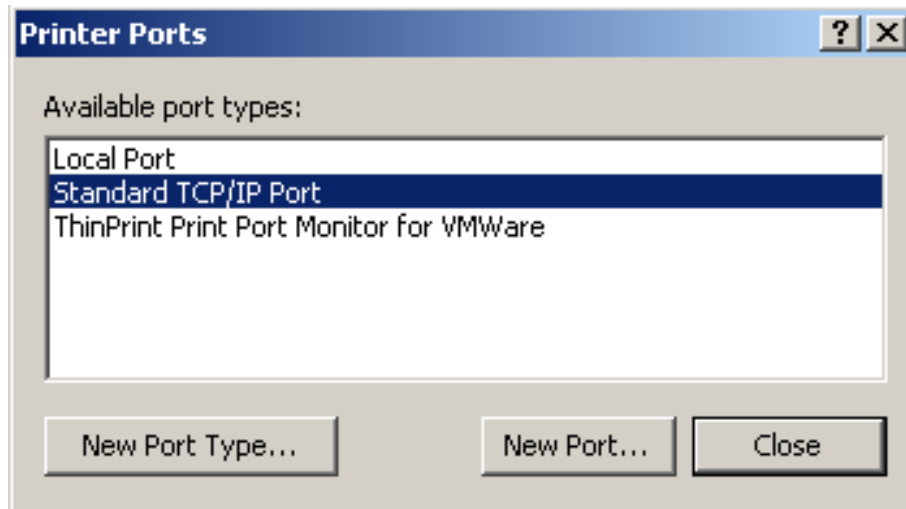 Printer Ports
Available port types:
Local Port
Standard TCP/IP Port
ThinPrint Print Port Monitor for VMWare
New Port Type...
New Port...
Close